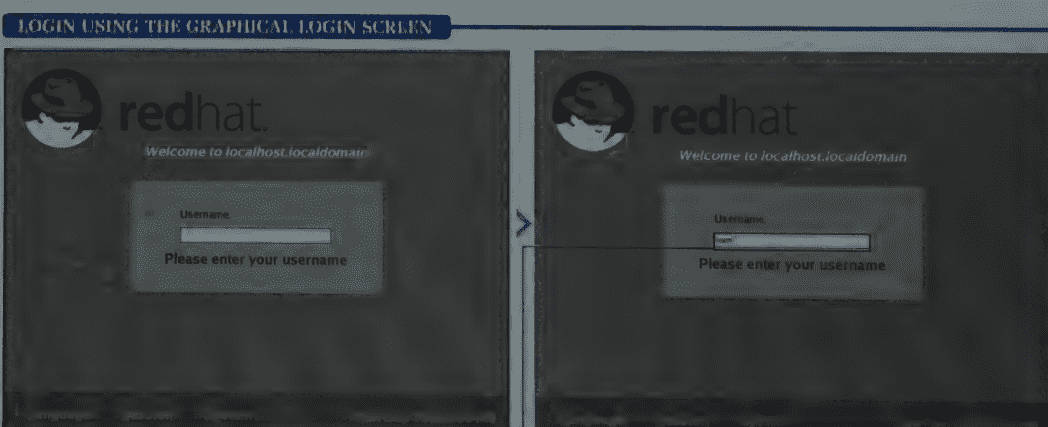 LOGIN USING THE GRAPHICAL LOGIN SCREEN
redhat.
Welcome to localhost.localdomain
Username
Please enter your username
redhat
Welcome to localhost.localdomain
Username
Please enter your username